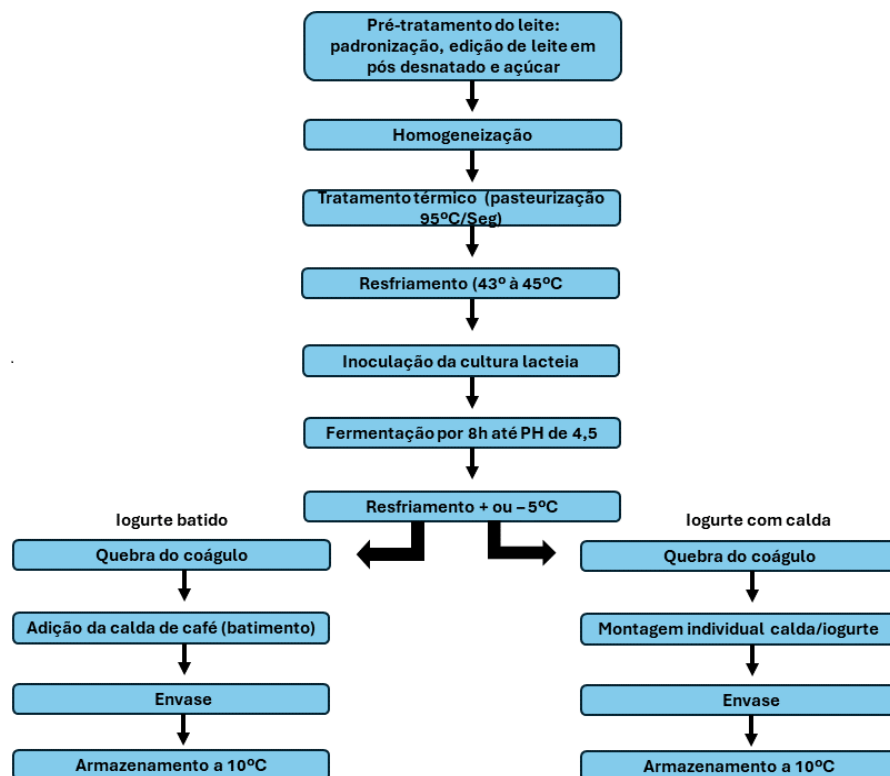 Pré-tratamento do leite:
padronização, edição de leite em
pós desnatado e açúcar
Homogeneização
Tratamento térmico (pasteurização
95ºC/Seg)
Resfriamento (43º à 45ºC
Inoculação da cultura lacteia
Fermentação por 8h até PH de 4,5
Resfriamento + ou – 5ºC
Iogurte batido
Quebra do coágulo
Adição da calda de café (batimento)
Envase
Armazenamento a 10ºC
Iogurte com calda
Quebra do coágulo
Montagem individual calda/iogurte
Envase
Armazenamento a 10ºC